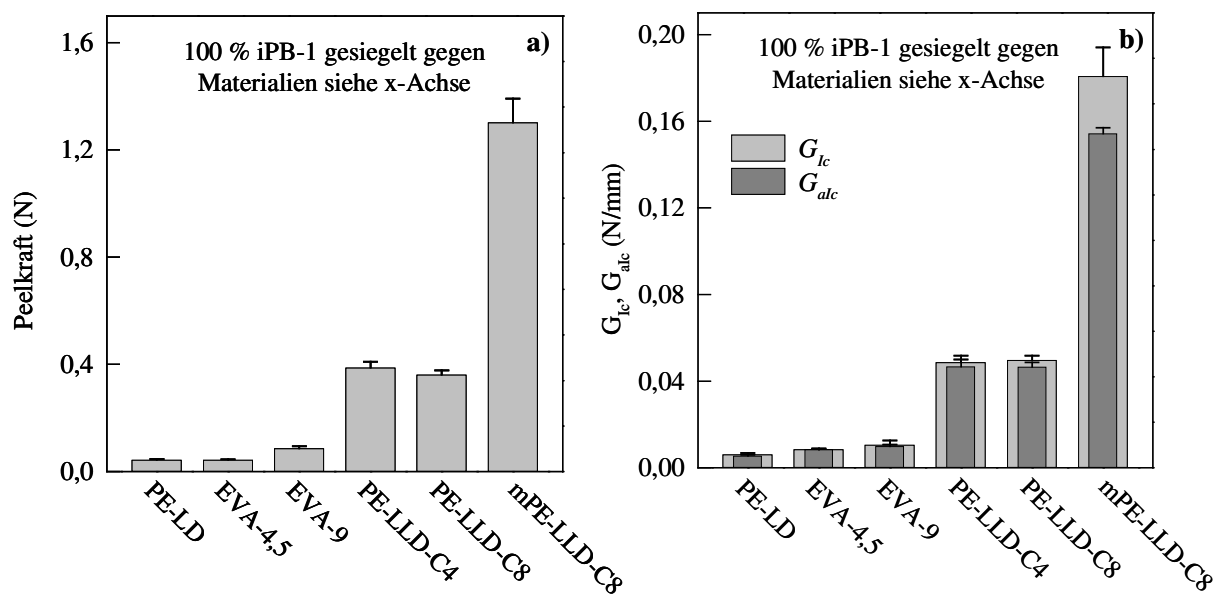 a)
100 % iPB-1 gesiegelt gegen
Materialien siehe x-Achse
Peelkraft (N)
1,6
1,2
0,8
0,4
0,0
PE-LD
EVA-4,5
EVA-9
PE-LLD-C4
PE-LLD-C8
mPE-LLD-C8
b)
100 % iPB-1 gesiegelt gegen
Materialien siehe x-Achse
G_Ic
G_aIc
G_Ic, G_aIc (N/mm)
0,20
0,16
0,12
0,08
0,04
0,00
PE-LD
EVA-4,5
EVA-9
PE-LLD-C4
PE-LLD-C8
mPE-LLD-C8